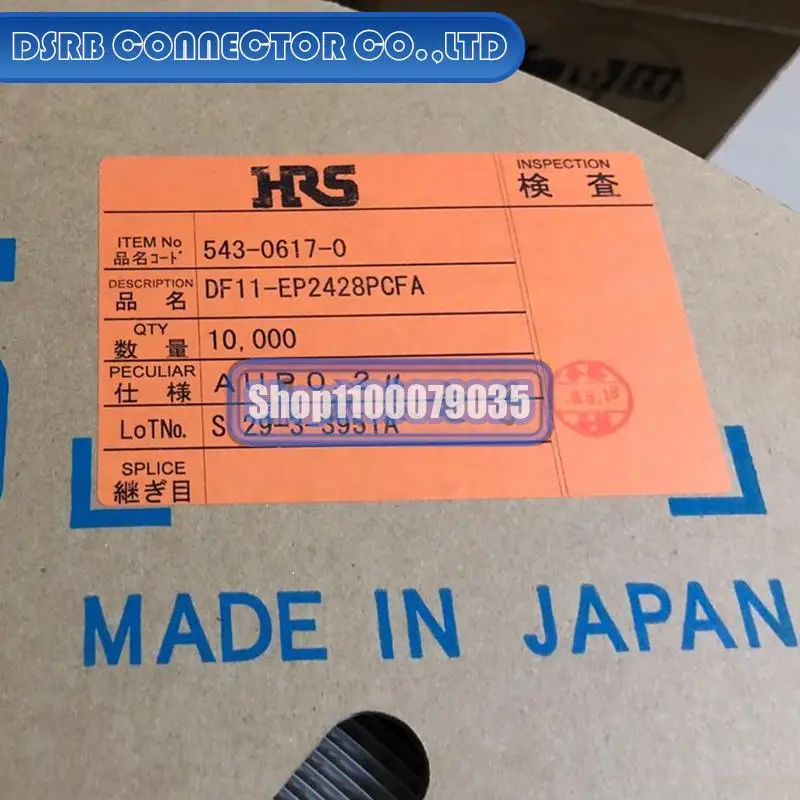 DSRB CONNECTOR CO.,LTD
HRS
INSPECTION
検査
ITEM No
品名コード
543-0617-0
DESCRIPTION
品名
DF11-EP2428PCFA
QTY
数量
10,000
PECULIAR
仕様
Shop1100079035
LoTNo.
SPLICE
継ぎ目
MADE IN JAPAN